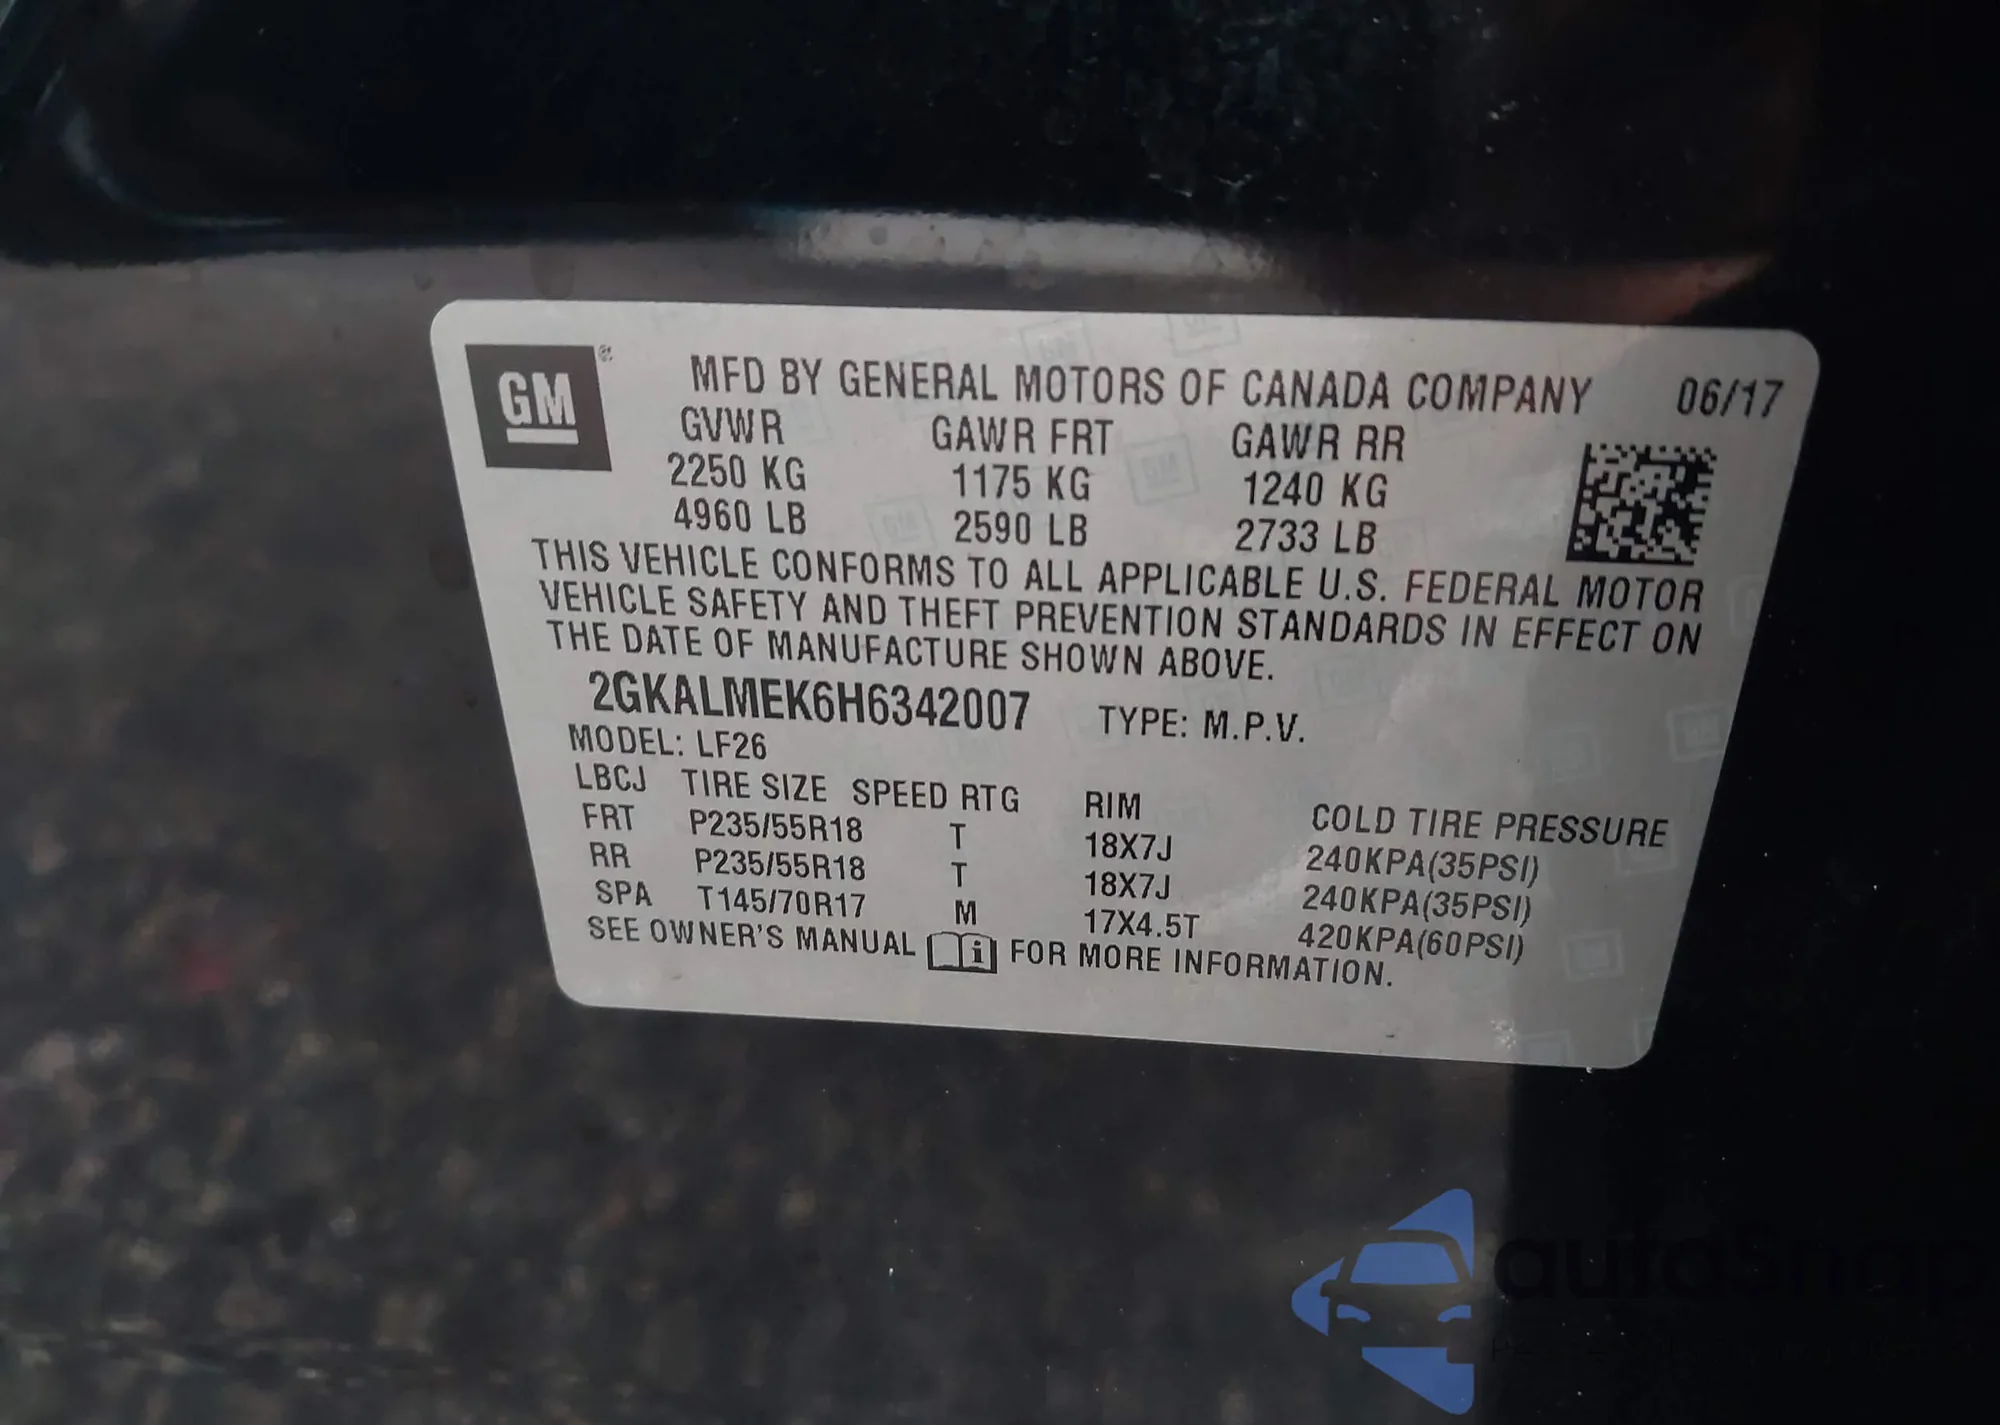 GM
MFD BY GENERAL MOTORS OF CANADA COMPANY 06/17
GVWR GAWR FRT GAWR RR
2250 KG 1175 KG 1240 KG
4960 LB 2590 LB 2733 LB
THIS VEHICLE CONFORMS TO ALL APPLICABLE U.S. FEDERAL MOTOR
VEHICLE SAFETY AND THEFT PREVENTION STANDARDS IN EFFECT ON
THE DATE OF MANUFACTURE SHOWN ABOVE.
2GKALMEK6H6342007 TYPE: M.P.V.
MODEL: LF26
LBCJ TIRE SIZE SPEED RTG RIM COLD TIRE PRESSURE
FRT P235/55R18 T 18X7J 240KPA(35PSI)
RR P235/55R18 T 18X7J 240KPA(35PSI)
SPA T145/70R17 M 17X4.5T 420KPA(60PSI)
SEE OWNER'S MANUAL i FOR MORE INFORMATION.
autoSnap